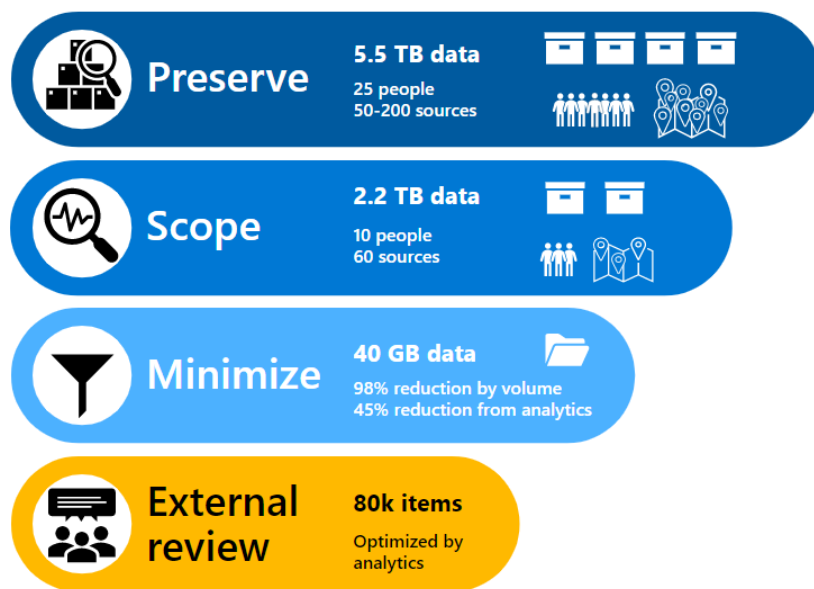 Preserve
5.5 TB data
25 people
50-200 sources
Scope
2.2 TB data
10 people
60 sources
Minimize
40 GB data
98% reduction by volume
45% reduction from analytics
External
review
80k items
Optimized by
analytics